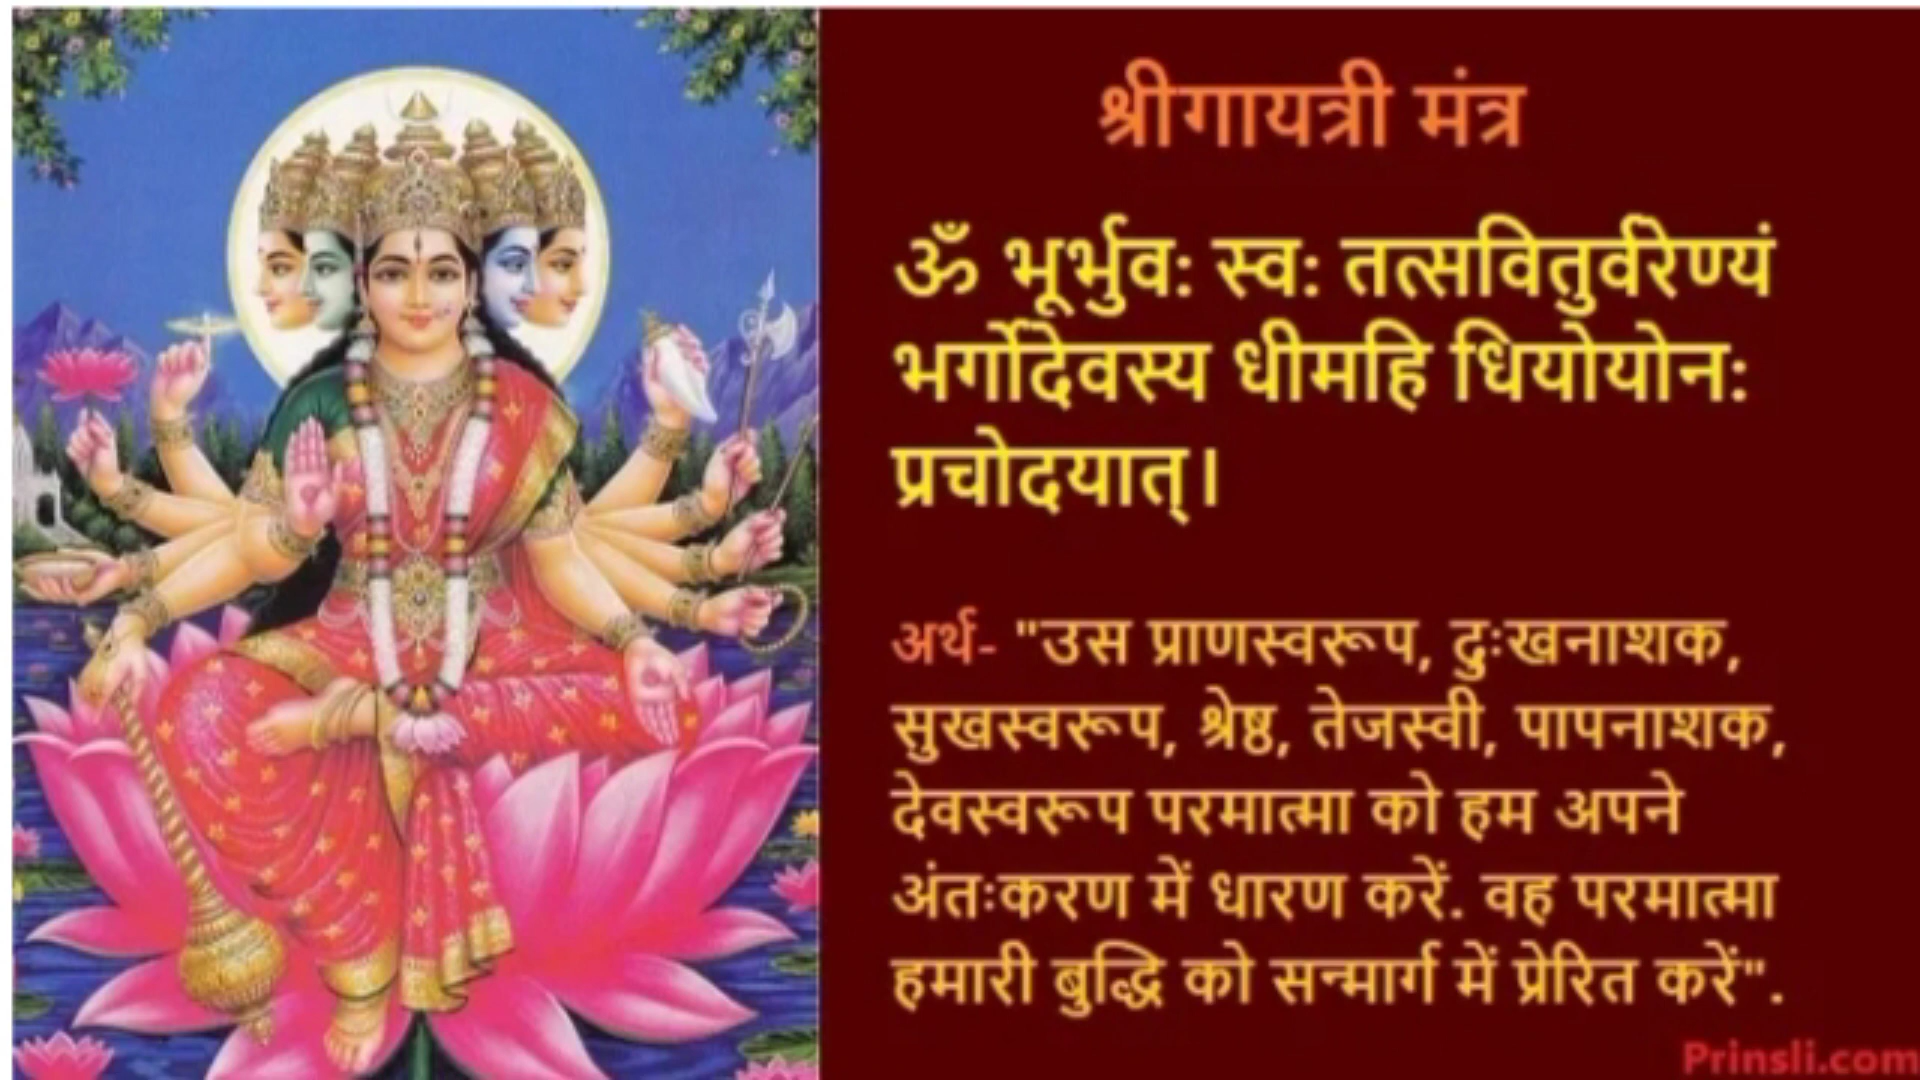 श्रीगायत्री मंत्र
ॐ भूर्भुवः स्वः तत्सवितुर्वरेण्यं
भर्गोदेवस्य धीमहि धियोयोनः
प्रचोदयात्।
अर्थ- "उस प्राणस्वरूप, दुःखनाशक,
सुखस्वरूप, श्रेष्ठ, तेजस्वी, पापनाशक,
देवस्वरूप परमात्मा को हम अपने
अंतःकरण में धारण करें. वह परमात्मा
हमारी बुद्धि को सन्मार्ग में प्रेरित करें".
Prinsli.com